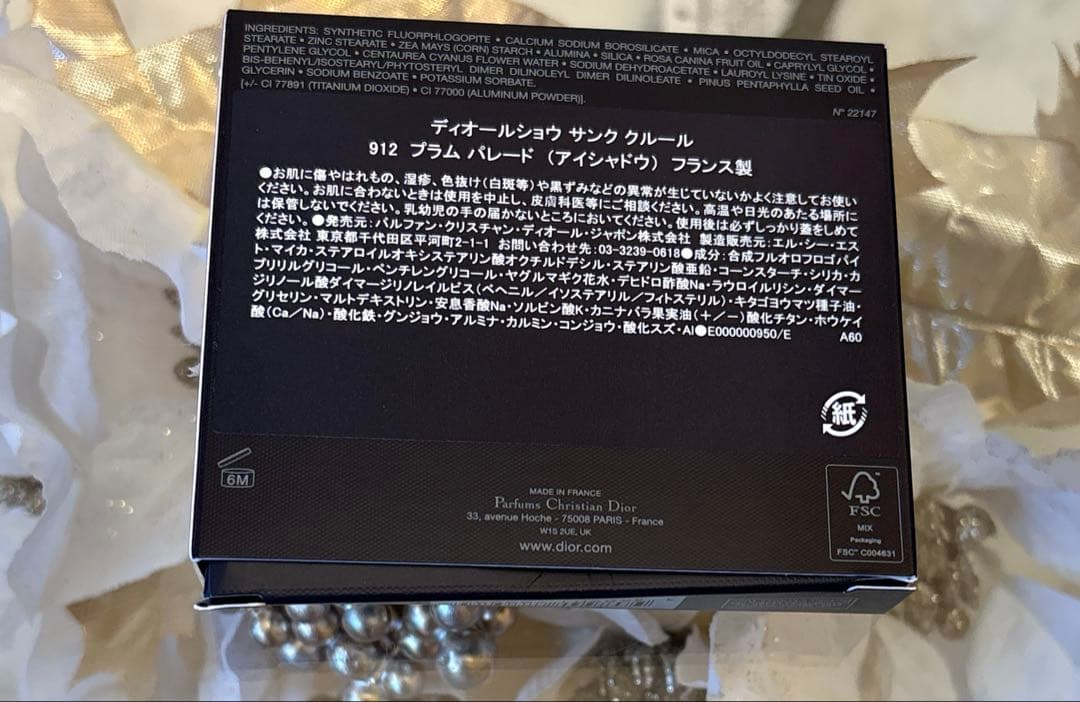 INGREDIENTS: SYNTHETIC FLUORPHLOGOPITE • CALCIUM SODIUM BOROSILICATE • MICA • OCTYLDODECYL STEAROYL
STEARATE • ZINC STEARATE • ZEA MAYS (CORN) STARCH • ALUMINA • SILICA • ROSA CANINA FRUIT OIL • CAPRYLYL GLYCOL •
PENTYLENE GLYCOL • CENTAUREA CYANUS FLOWER WATER • SODIUM DEHYDROACETATE • LAUROYL LYSINE • TIN OXIDE •
BIS-BEHENYL/ISOSTEARYL/PHYTOSTERYL DIMER DILINOLEYL DIMER DILINOLEATE • PINUS PENTAPHYLLA SEED OIL •
GLYCERIN • SODIUM BENZOATE • POTASSIUM SORBATE.
[+/- CI 77891 (TITANIUM DIOXIDE) • CI 77000 (ALUMINUM POWDER)].
N° 22147
ディオールショウ サンク クルール
912 プラム パレード (アイシャドウ) フランス製
●お肌に傷やはれもの、湿疹、色抜け(白斑等)や黒ずみなどの異常が生じていないかよく注意してお使い
ください。お肌に合わないときは使用を中止し、皮膚科医等にご相談ください。高温や日光のあたる場所に
は保管しないでください。乳幼児の手の届かないところにおいてください。使用後は必ずしっかり蓋をしめて
ください。●発売元:パルファン・クリスチャン・ディオール・ジャポン株式会社 製造販売元:エル・シー・エス
株式会社 東京都千代田区平河町2-1-1 お問い合わせ先:03-3239-0618●成分:合成フルオロフロゴパイ
ト・マイカ・ステアロイルオキシステアリン酸オクチルドデシル・ステアリン酸亜鉛・コーンスターチ・シリカ・カ
プリリルグリコール・ペンチレングリコール・ヤグルマギク花水・デヒドロ酢酸Na・ラウロイルリシン・ダイマー
ジリノール酸ダイマージリノレイルビス(ベヘニル/イソステアリル/フィトステリル)・キタゴヨウマツ種子油・
グリセリン・マルトデキストリン・安息香酸Na・ソルビン酸K・カニナバラ果実油(+/-)酸化チタン・ホウケイ
酸(Ca/Na)・酸化鉄・グンジョウ・アルミナ・カルミン・コンジョウ・酸化スズ・Al●E000000950/E A60
紙
6M
MADE IN FRANCE
Parfums Christian Dior
33, avenue Hoche - 75008 PARIS - France
W1S 2UE, UK
www.dior.com
FSC
MIX
Packaging
FSC™ C004631